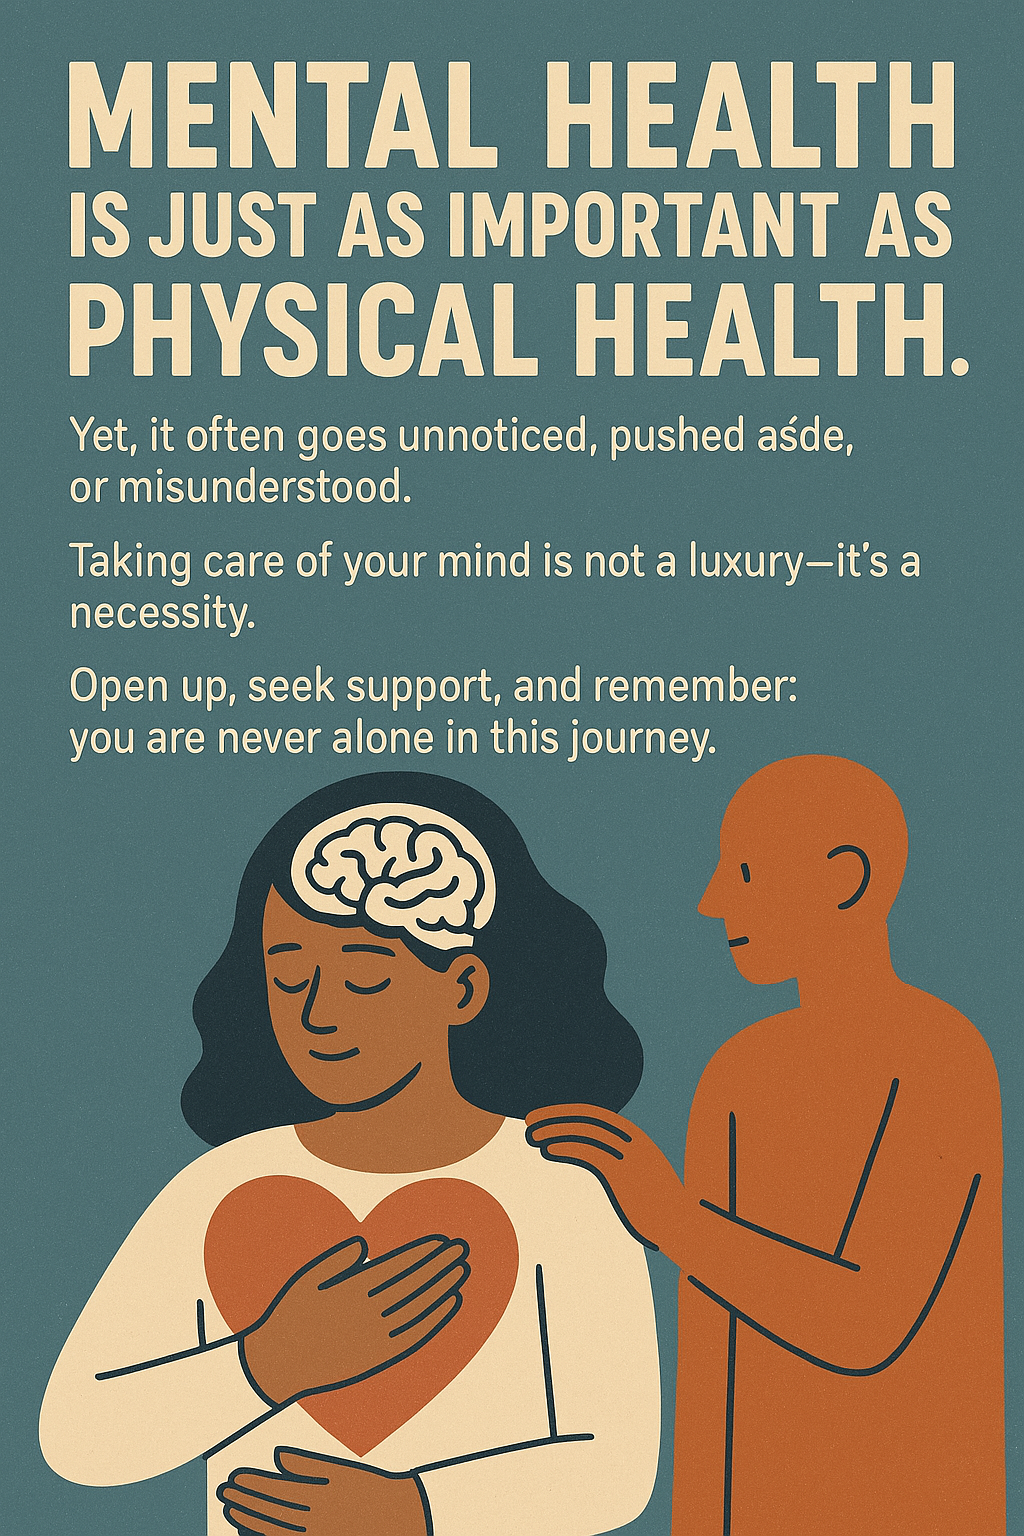 MENTAL HEALTH
IS JUST AS IMPORTANT AS
PHYSICAL HEALTH.
Yet, it often goes unnoticed, pushed aśde,
or misunderstood.
Taking care of your mind is not a luxury—it's a
necessity.
Open up, seek support, and remember:
you are never alone in this journey.